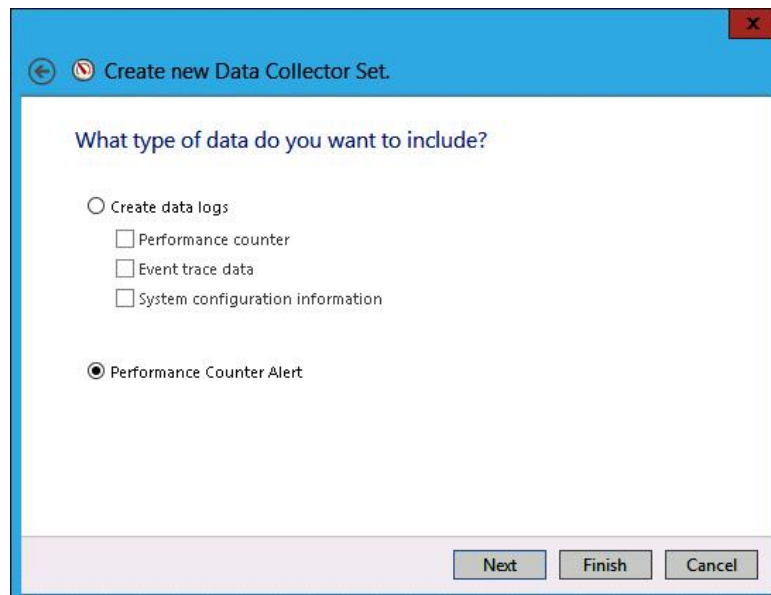 x
Create new Data Collector Set.
What type of data do you want to include?
Create data logs
Performance counter
Event trace data
System configuration information
Performance Counter Alert
Next Finish Cancel